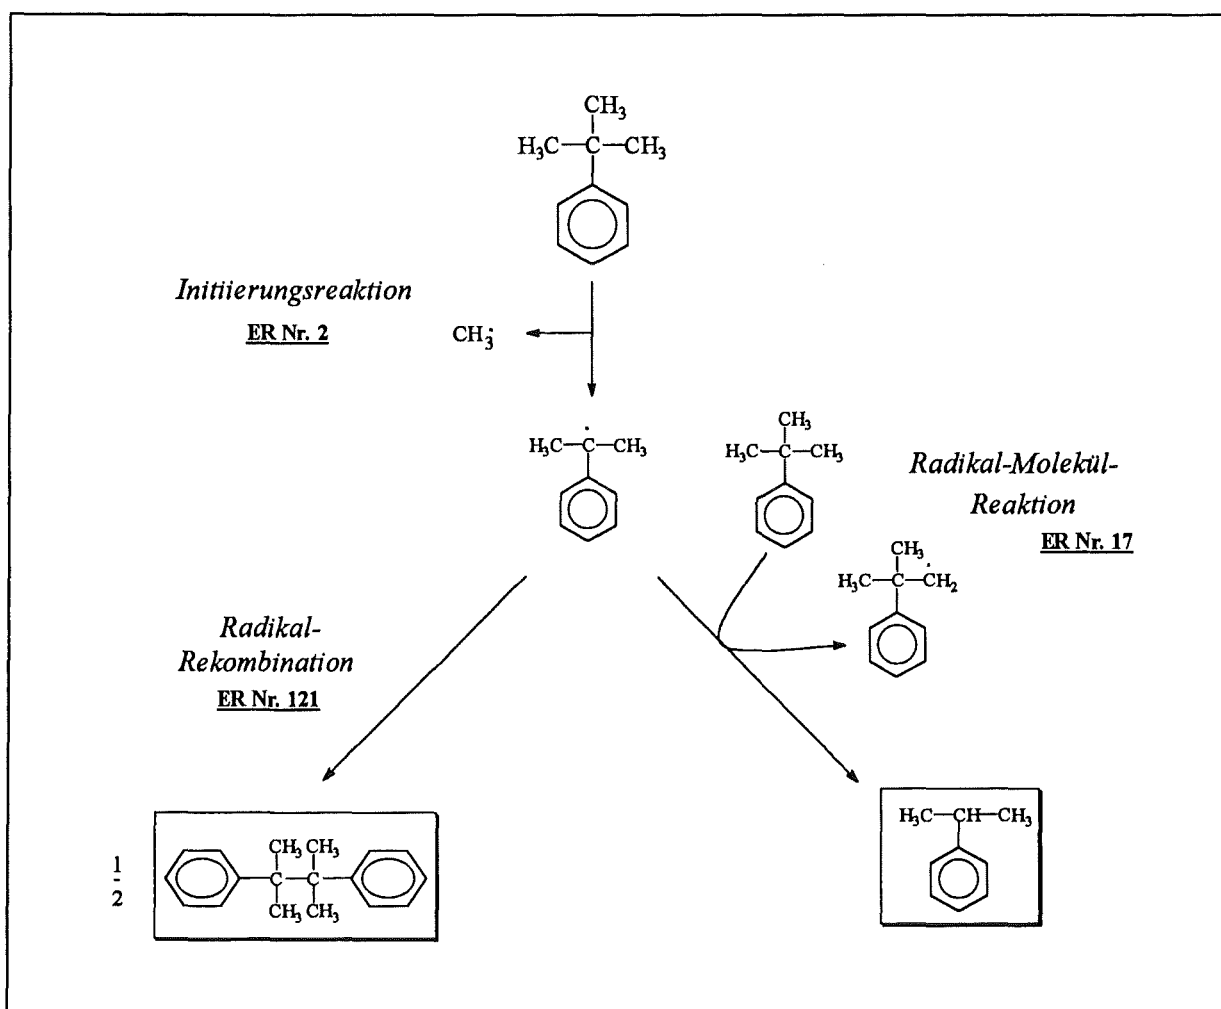 CH3
H3C—C—CH3
Initiierungsreaktion
ER Nr. 2
CH3·
H3C—C—CH3
CH3
H3C—C—CH3
Radikal-Molekül-
Reaktion
ER Nr. 17
CH3
H3C—C—CH2
Radikal-
Rekombination
ER Nr. 121
H3C—CH—CH3
1
-
2
CH3 CH3
C—C
CH3 CH3